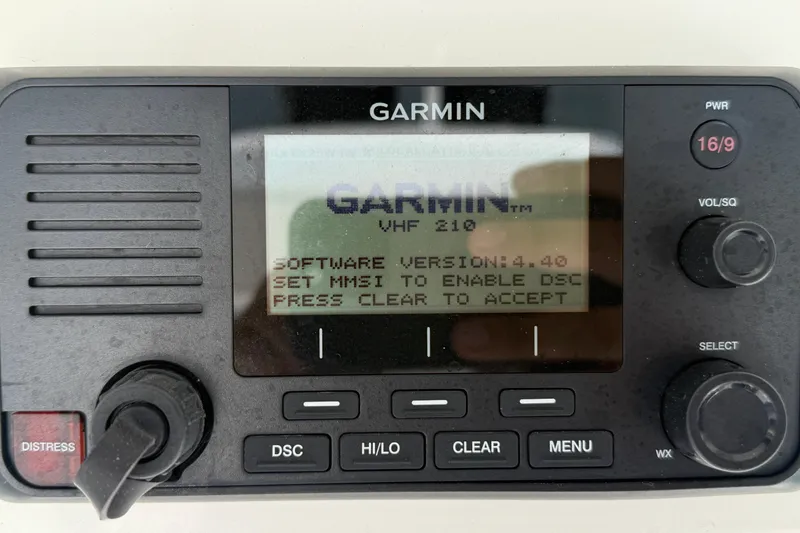 GARMIN
PWR
16/9
GARMIN™
VHF 210
VOL/SQ
SOFTWARE VERSION:4.40
SET MMSI TO ENABLE DSC
PRESS CLEAR TO ACCEPT
SELECT
DISTRESS
DSC
HI/LO
CLEAR
MENU
WX